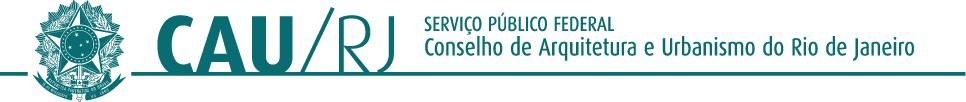 CAU/RJ
SERVIÇO PÚBLICO FEDERAL
Conselho de Arquitetura e Urbanismo do Rio de Janeiro